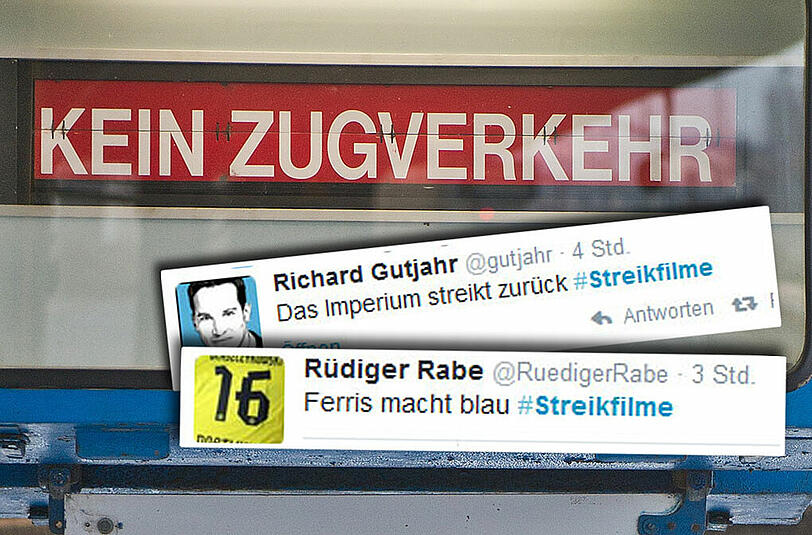 KEIN ZUGVERKEHR
Richard Gutjahr @gutjahr · 4 Std.
Das Imperium streikt zurück #Streikfilme
Antworten
Rüdiger Rabe @RuedigerRabe · 3 Std.
16
Ferris macht blau #Streikfilme